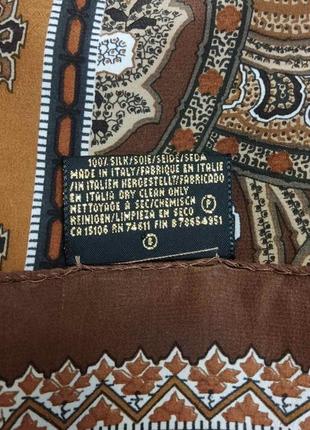 100% SILK/SOIE/SEIDE/SEDA
MADE IN ITALY/FABRIQUE EN ITALIE
/IN ITALIEN HERGESTELLT/FABRICADO
EN ITALIA DRY CLEAN ONLY
NETTOYAGE A SEC/CHEMISCH P
REINIGEN/LIMPIEZA EN SECO
CA 15106 RN 74611 FIN B 78654951
E